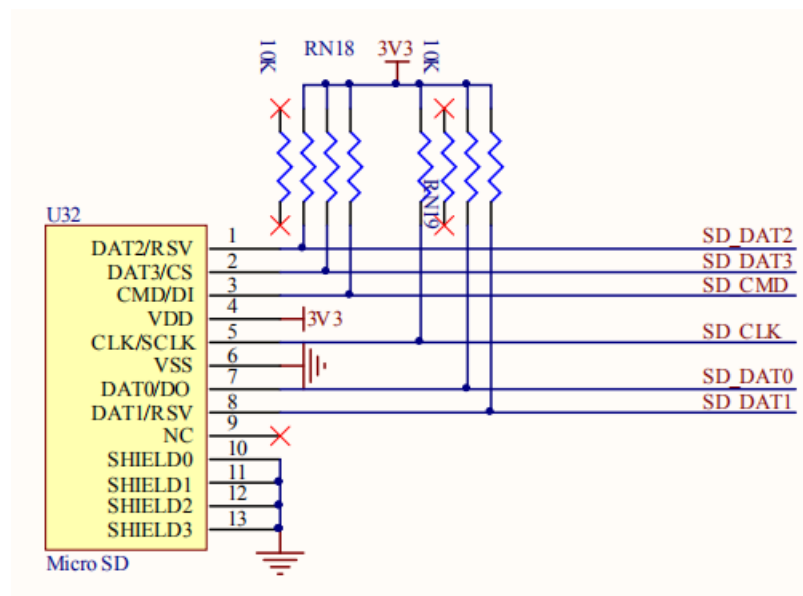 10K RN18 3V3 10K
RN19
U32
DAT2/RSV 1 SD_DAT2
DAT3/CS 2 SD_DAT3
CMD/DI 3 SD_CMD
VDD 4 3V3
CLK/SCLK 5 SD_CLK
VSS 6
DAT0/DO 7 SD_DAT0
DAT1/RSV 8 SD_DAT1
NC 9
SHIELD0 10
SHIELD1 11
SHIELD2 12
SHIELD3 13
Micro SD